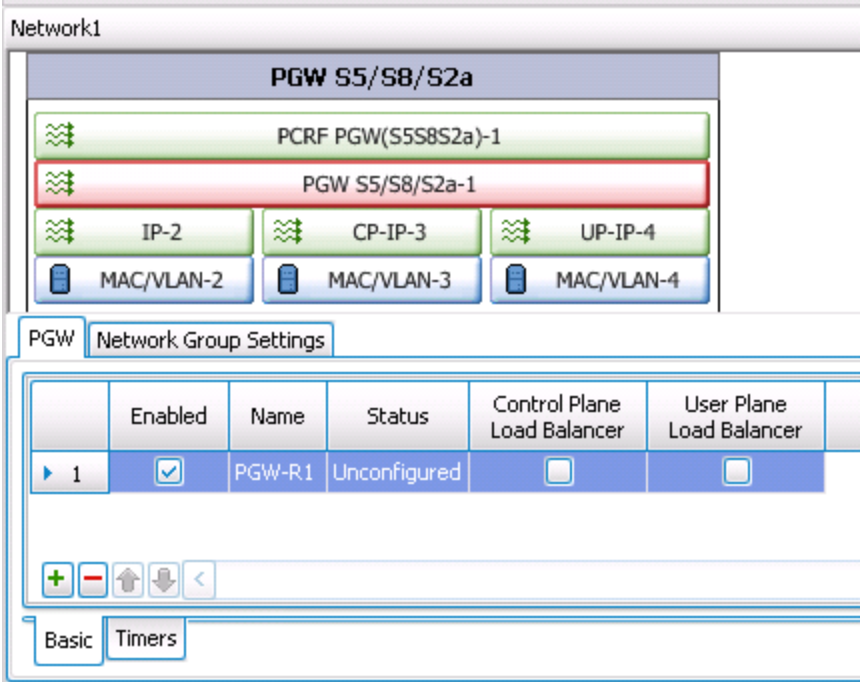 Network1
PGW S5/S8/S2a
PCRF PGW(S5S8S2a)-1
PGW S5/S8/S2a-1
IP-2 CP-IP-3 UP-IP-4
MAC/VLAN-2 MAC/VLAN-3 MAC/VLAN-4
PGW Network Group Settings
Enabled Name Status Control Plane Load Balancer User Plane Load Balancer
1 PGW-R1 Unconfigured
Basic Timers